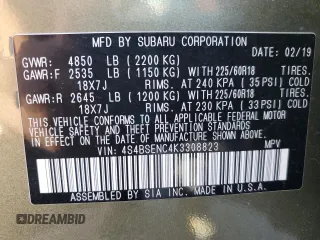 MFD. BY SUBARU CORPORATION 02/19
GVWR: 4850 LB (2200 KG)
GAWR:F 2535 LB (1150 KG) WITH 225/60R18 TIRES.
18X7J RIMS, AT 240 KPA (35 PSI) COLD
GAWR:R 2645 LB (1200 KG) WITH 225/60R18 TIRES.
18X7J RIMS, AT 230 KPA (33 PSI) COLD
THIS VEHICLE CONFORMS TO ALL APPLICABLE
FEDERAL MOTOR VEHICLE SAFETY AND THEFT
PREVENTION STANDARDS IN EFFECT ON THE DATE OF
MANUFACTURE SHOWN ABOVE.
VIN: 4S4BSENC4K3308823 MPV
ASSEMBLED BY SIA INC. MADE IN U.S.A.
© DREAMBID